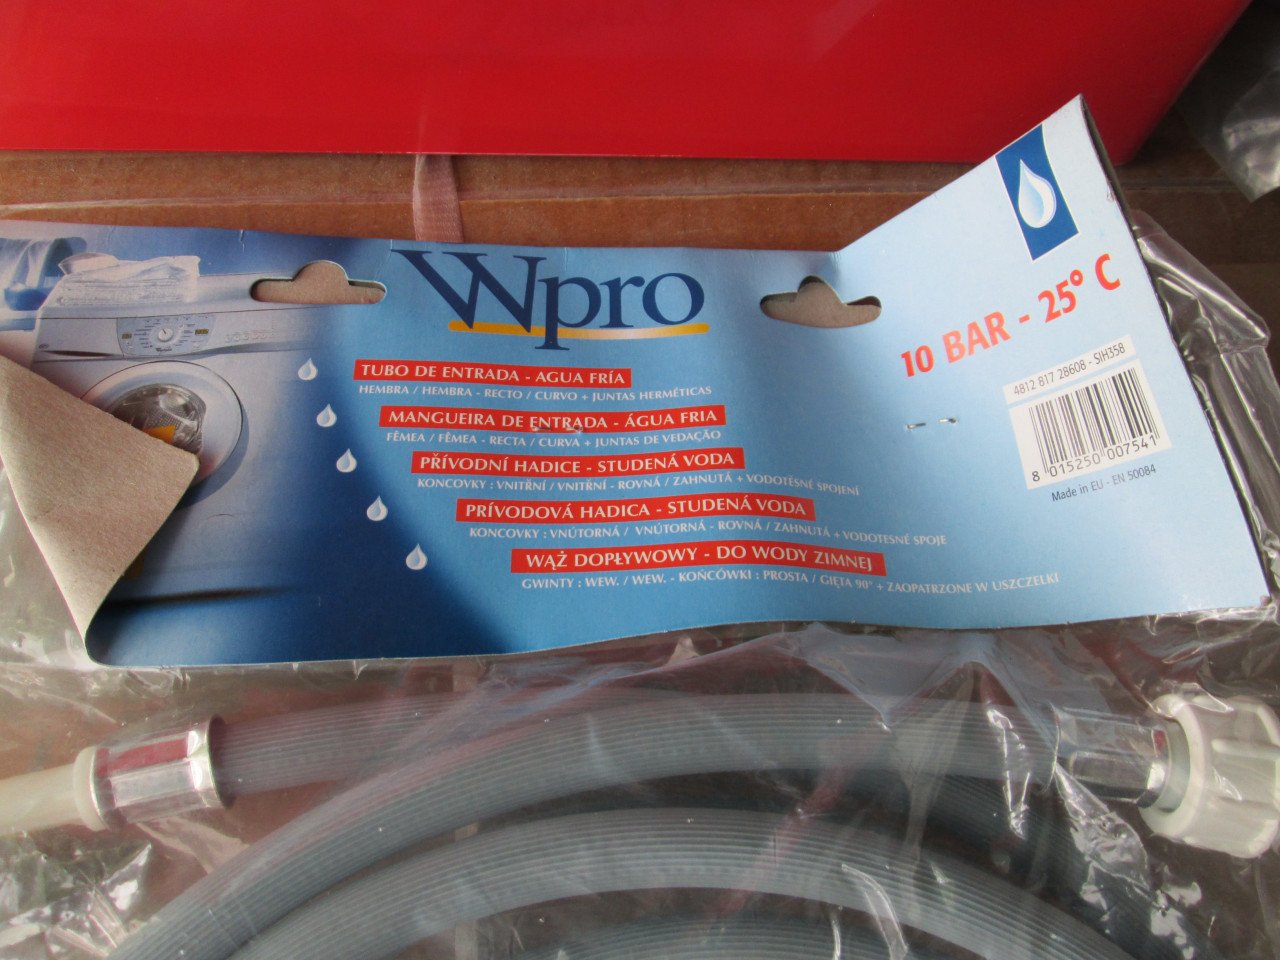 Wpro
10 BAR - 25° C
4812 817 28608 - SIH358
8 015250 007541
Made in EU - EN 50084
TUBO DE ENTRADA - AGUA FRÍA
HEMBRA / HEMBRA - RECTO / CURVO + JUNTAS HERMÉTICAS
MANGUEIRA DE ENTRADA - ÁGUA FRIA
FÊMEA / FÊMEA - RECTA / CURVA + JUNTAS DE VEDAÇÃO
PŘÍVODNÍ HADICE - STUDENÁ VODA
KONCOVKY : VNITŘNÍ / VNITŘNÍ - ROVNÁ / ZAHNUTÁ + VODOTĚSNÉ SPOJENÍ
PRÍVODOVÁ HADICA - STUDENÁ VODA
KONCOVKY : VNÚTORNÁ / VNÚTORNÁ - ROVNÁ / ZAHNUTÁ + VODOTESNÉ SPOJE
WĄŻ DOPŁYWOWY - DO WODY ZIMNEJ
GWINTY : WEW. / WEW. - KOŃCÓWKI : PROSTA / GIĘTA 90° + ZAOPATRZONE W USZCZELKI